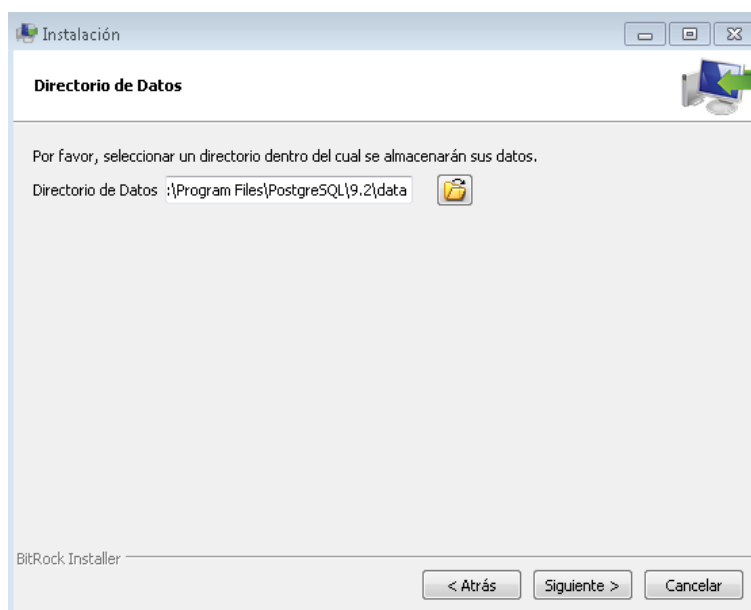 Instalación
Directorio de Datos
Por favor, seleccionar un directorio dentro del cual se almacenarán sus datos.
Directorio de Datos :\Program Files\PostgreSQL\9.2\data
BitRock Installer
< Atrás Siguiente > Cancelar